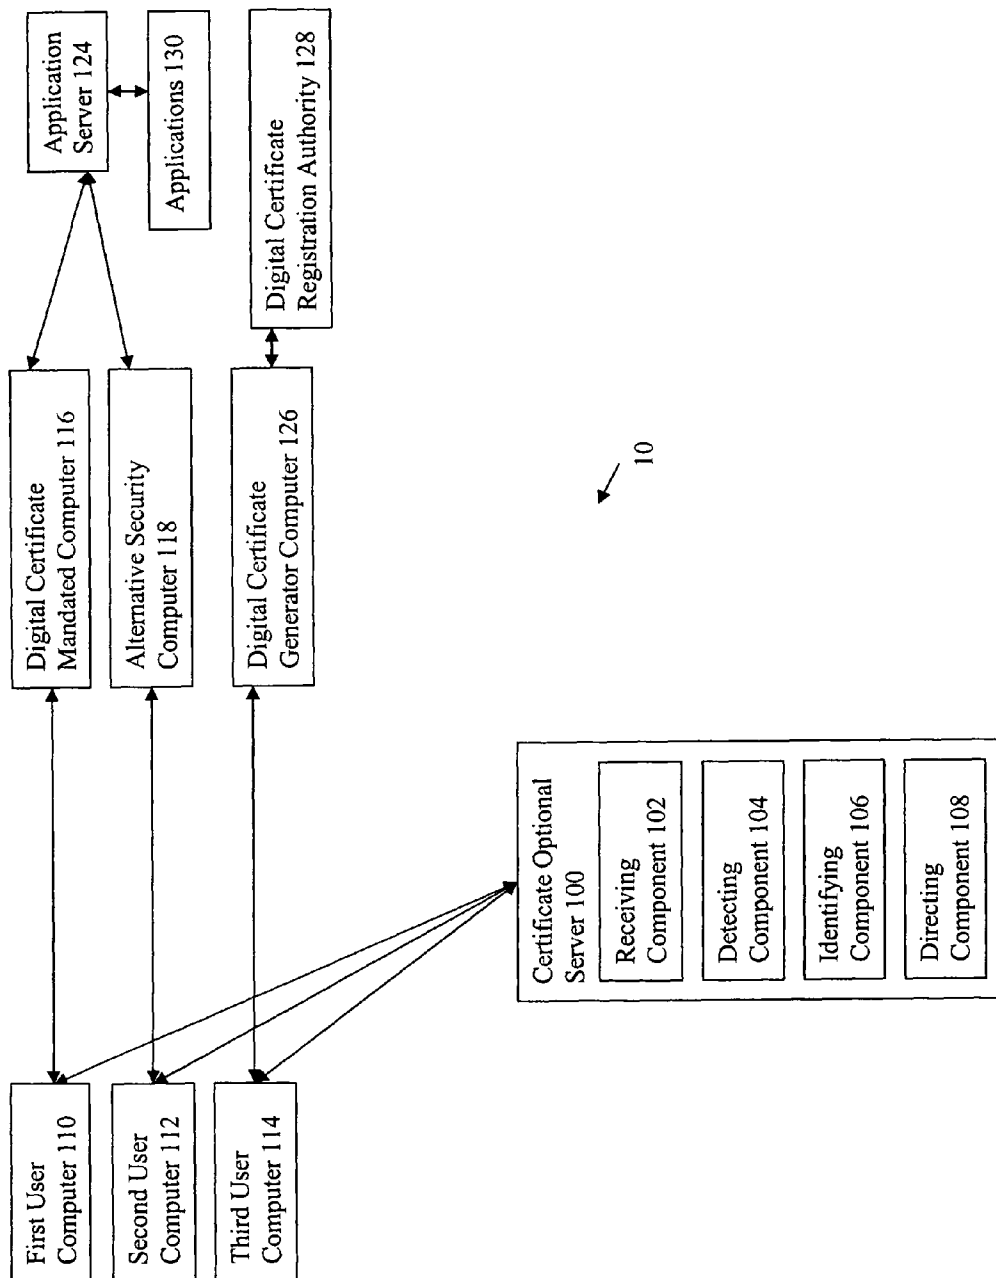 First User
Computer 110
Second User
Computer 112
Third User
Computer 114
Digital Certificate
Mandated Computer 116
Alternative Security
Computer 118
Digital Certificate
Generator Computer 126
Application
Server 124
Applications 130
Digital Certificate
Registration Authority 128
Certificate Optional
Server 100
Receiving
Component 102
Detecting
Component 104
Identifying
Component 106
Directing
Component 108
10